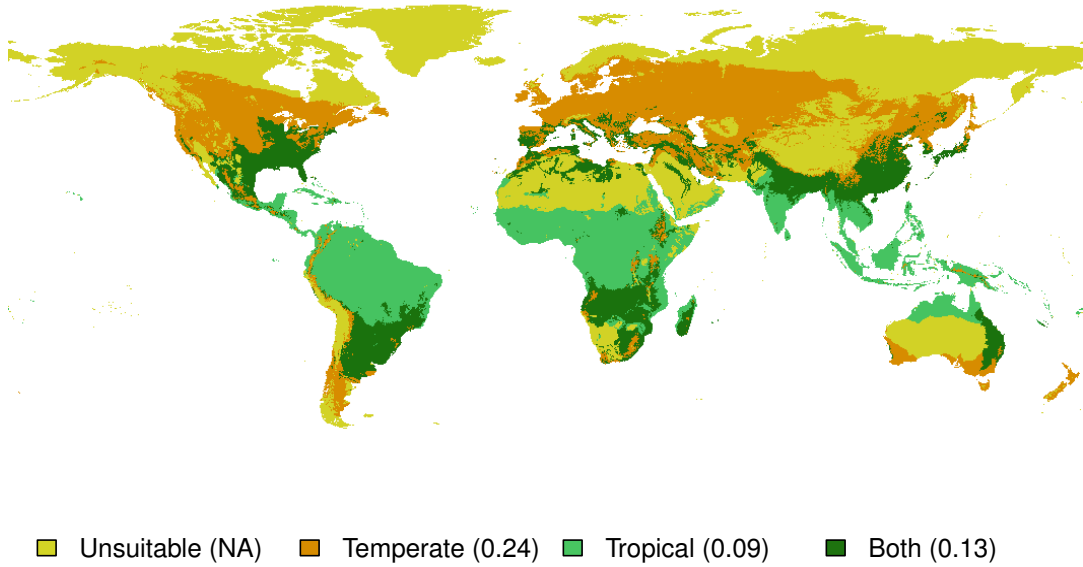 Unsuitable (NA) Temperate (0.24) Tropical (0.09) Both (0.13)